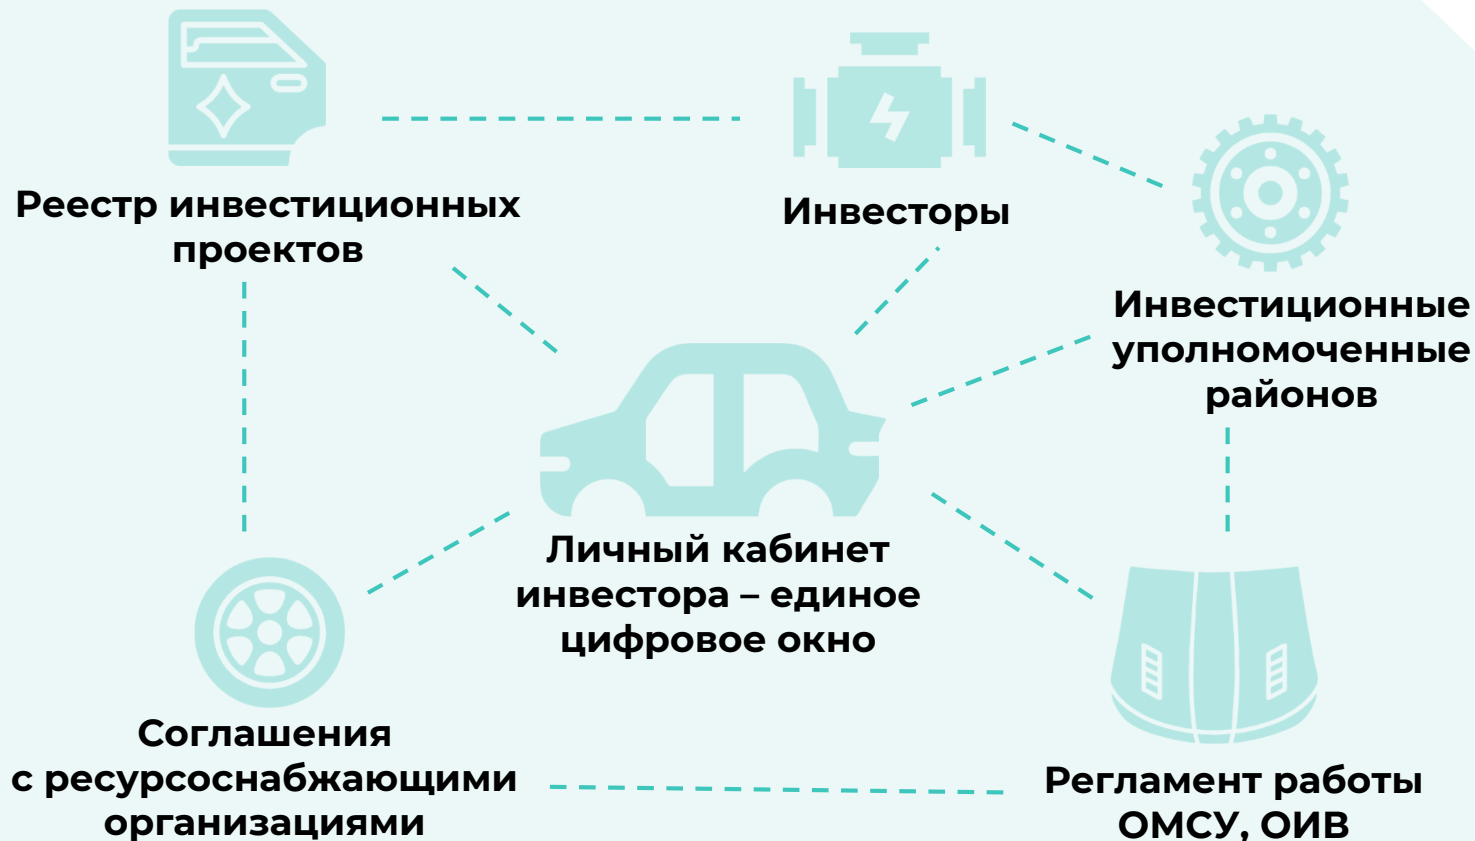 Реестр инвестиционных
проектов
Инвесторы
Инвестиционные
уполномоченные
районов
Личный кабинет
инвестора – единое
цифровое окно
Соглашения
с ресурсоснабжающими
организациями
Регламент работы
ОМСУ, ОИВ